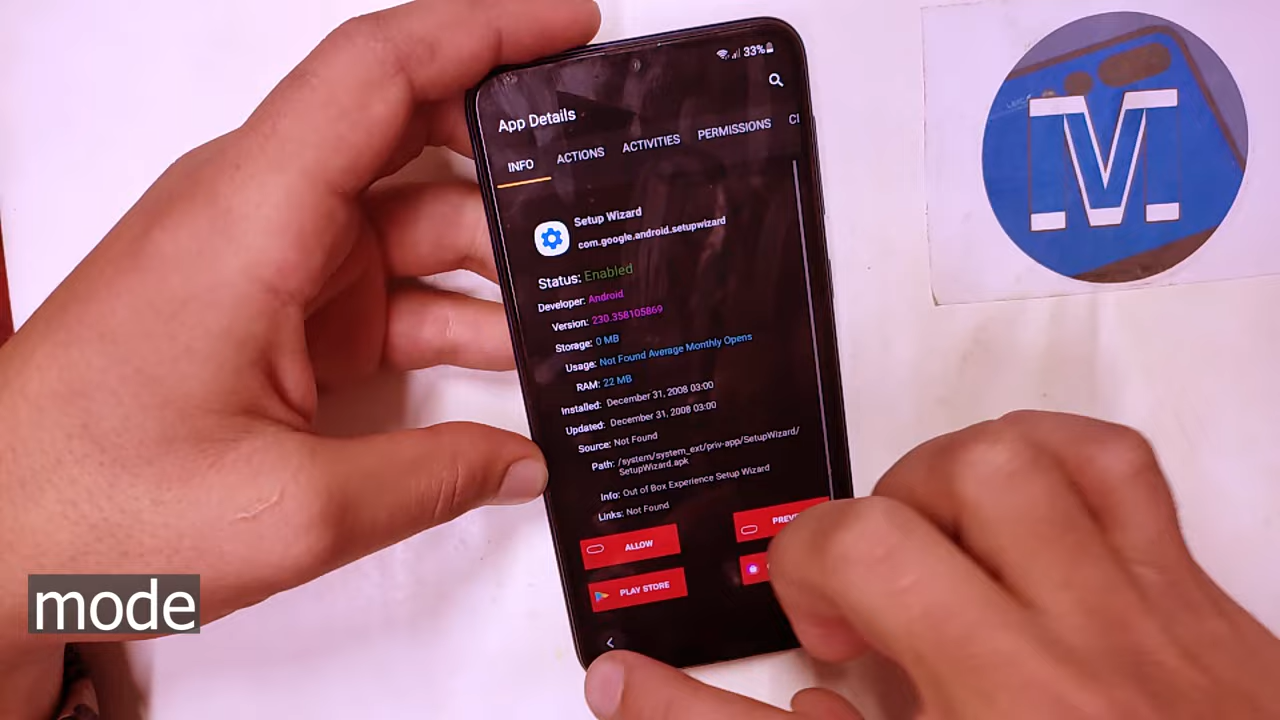 33%
App Details
INFO ACTIONS ACTIVITIES PERMISSIONS
Setup Wizard
com.google.android.setupwizard
Status: Enabled
Developer: Android
Version: 230.358105869
Storage: 0 MB
Usage: Not Found Average Monthly Opens
RAM: 22 MB
Installed: December 31, 2008 03:00
Updated: December 31, 2008 03:00
Source: Not Found
Path: /system/system_ext/priv-app/SetupWizard/
SetupWizard.apk
Info: Out of Box Experience Setup Wizard
Links: Not Found
ALLOW
PLAY STORE
M
mode